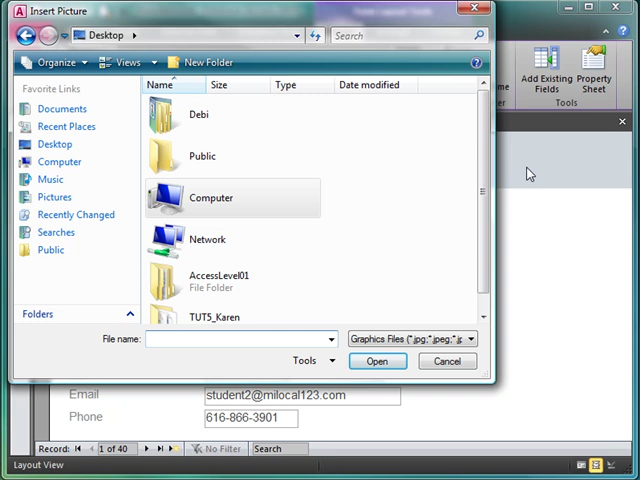 Insert Picture
Desktop
Search
Organize
Views
New Folder
Favorite Links
Documents
Recent Places
Desktop
Computer
Music
Pictures
Recently Changed
Searches
Public
Folders
Name
Size
Type
Date modified
Debi
Public
Computer
Network
AccessLevel01
File Folder
TUT5_Karen
File name:
Graphics Files (*.jpg;*.jpeg;*.jp
Tools
Open
Cancel
Add Existing
Fields
Property
Sheet
Tools
Email
student2@milocal123.com
Phone
616-866-3901
Record:
1 of 40
No Filter
Search
Layout View